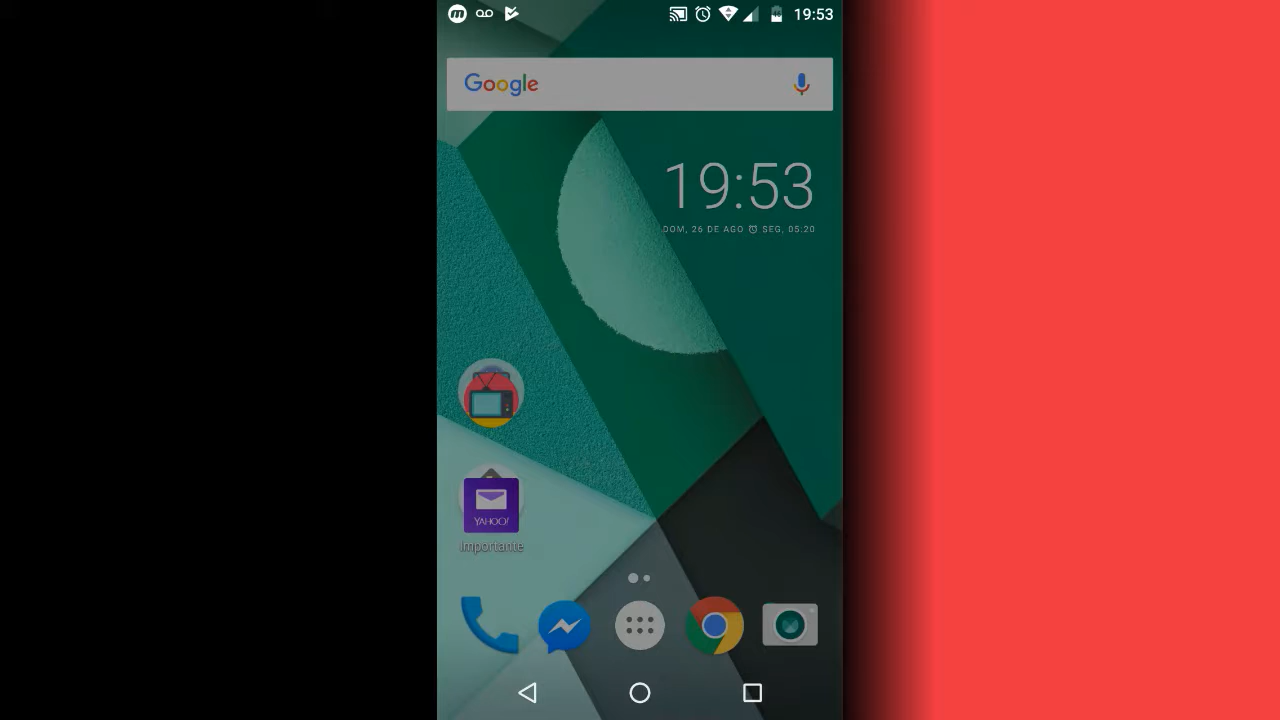 19:53
Google
19:53
DOM, 26 DE AGO SEG, 05:20
YAHOO!
Importante